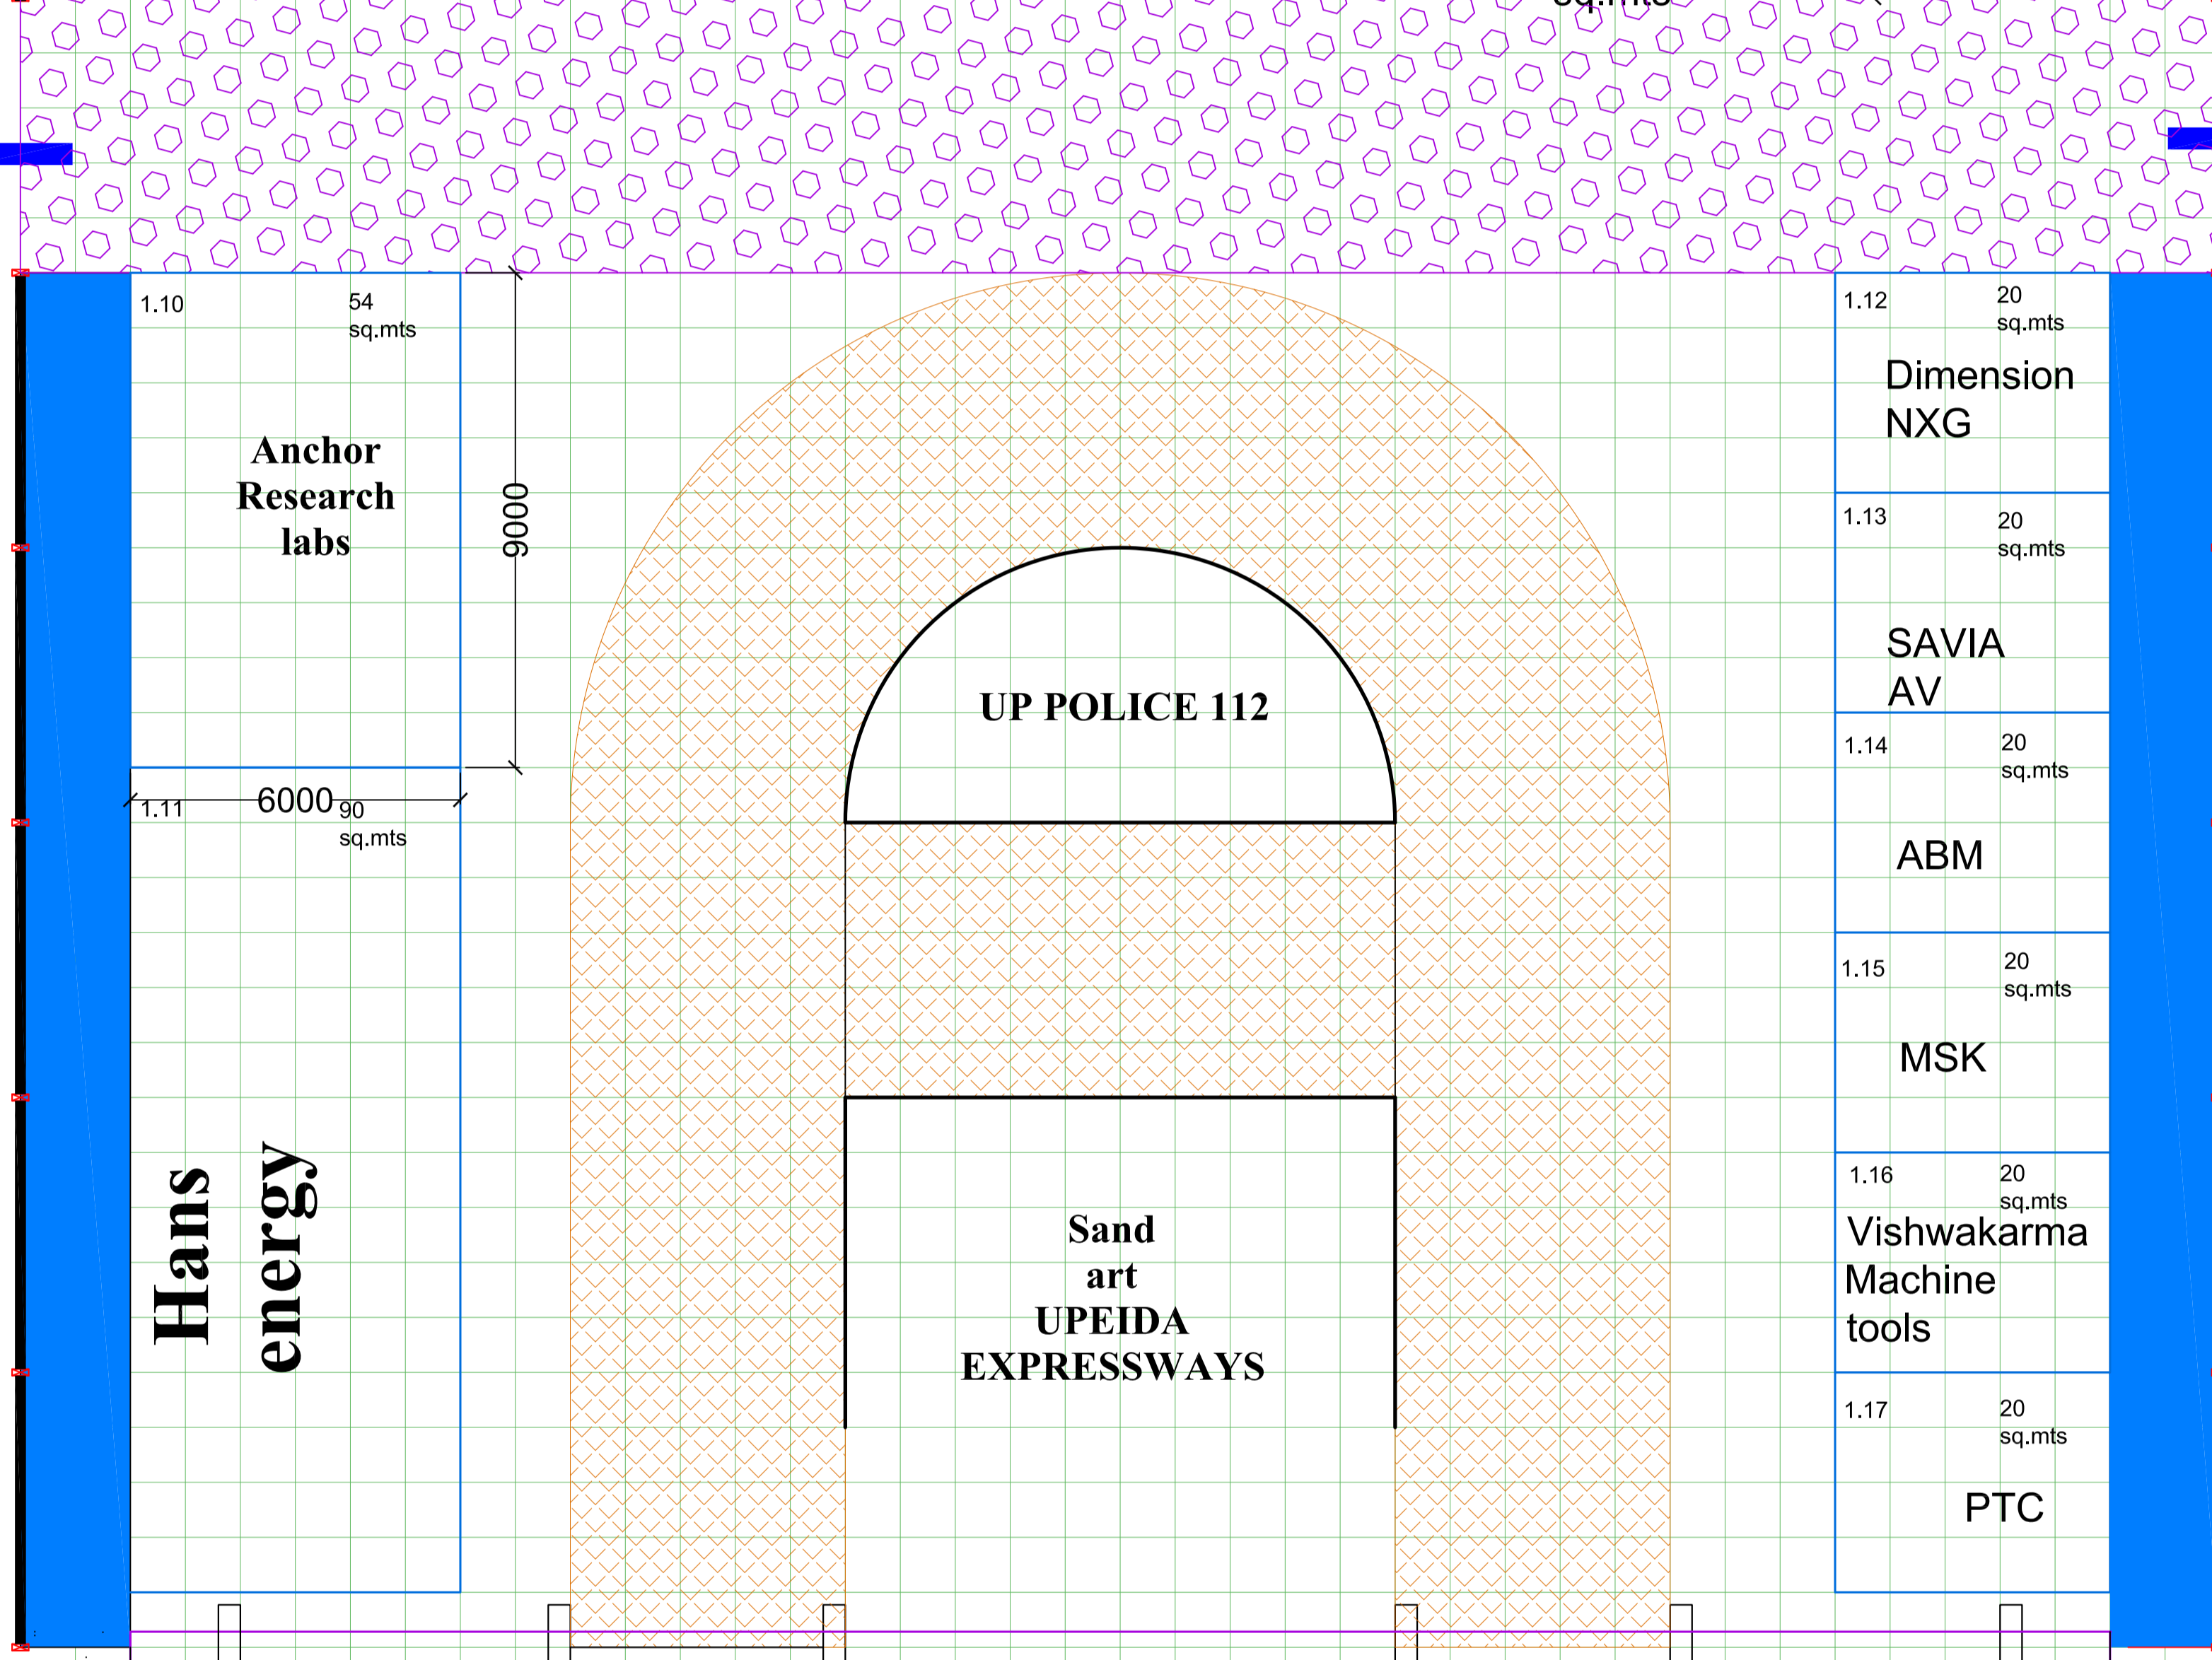 sq.mts
1.10
54
sq.mts
Anchor
Research
labs
9000
6000
1.11
90
sq.mts
Hans
energy
UP POLICE 112
Sand
art
UPEIDA
EXPRESSWAYS
1.12
20
sq.mts
Dimension
NXG
1.13
20
sq.mts
SAVIA
AV
1.14
20
sq.mts
ABM
1.15
20
sq.mts
MSK
1.16
20
sq.mts
Vishwakarma
Machine
tools
1.17
20
sq.mts
PTC